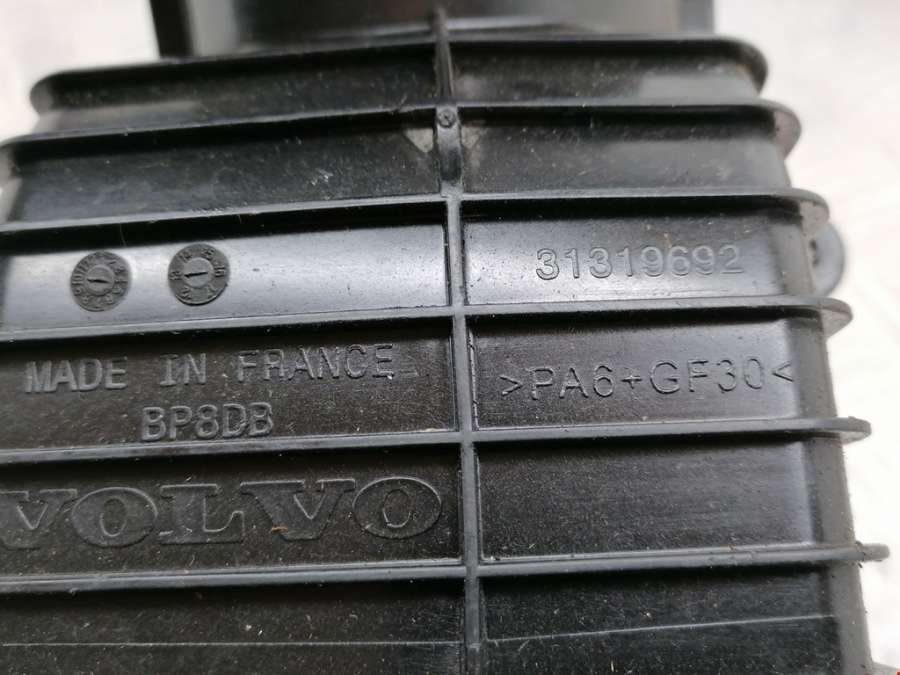 31319692
MADE IN FRANCE
>PA6+GF30<
BP8DB
VOLVO